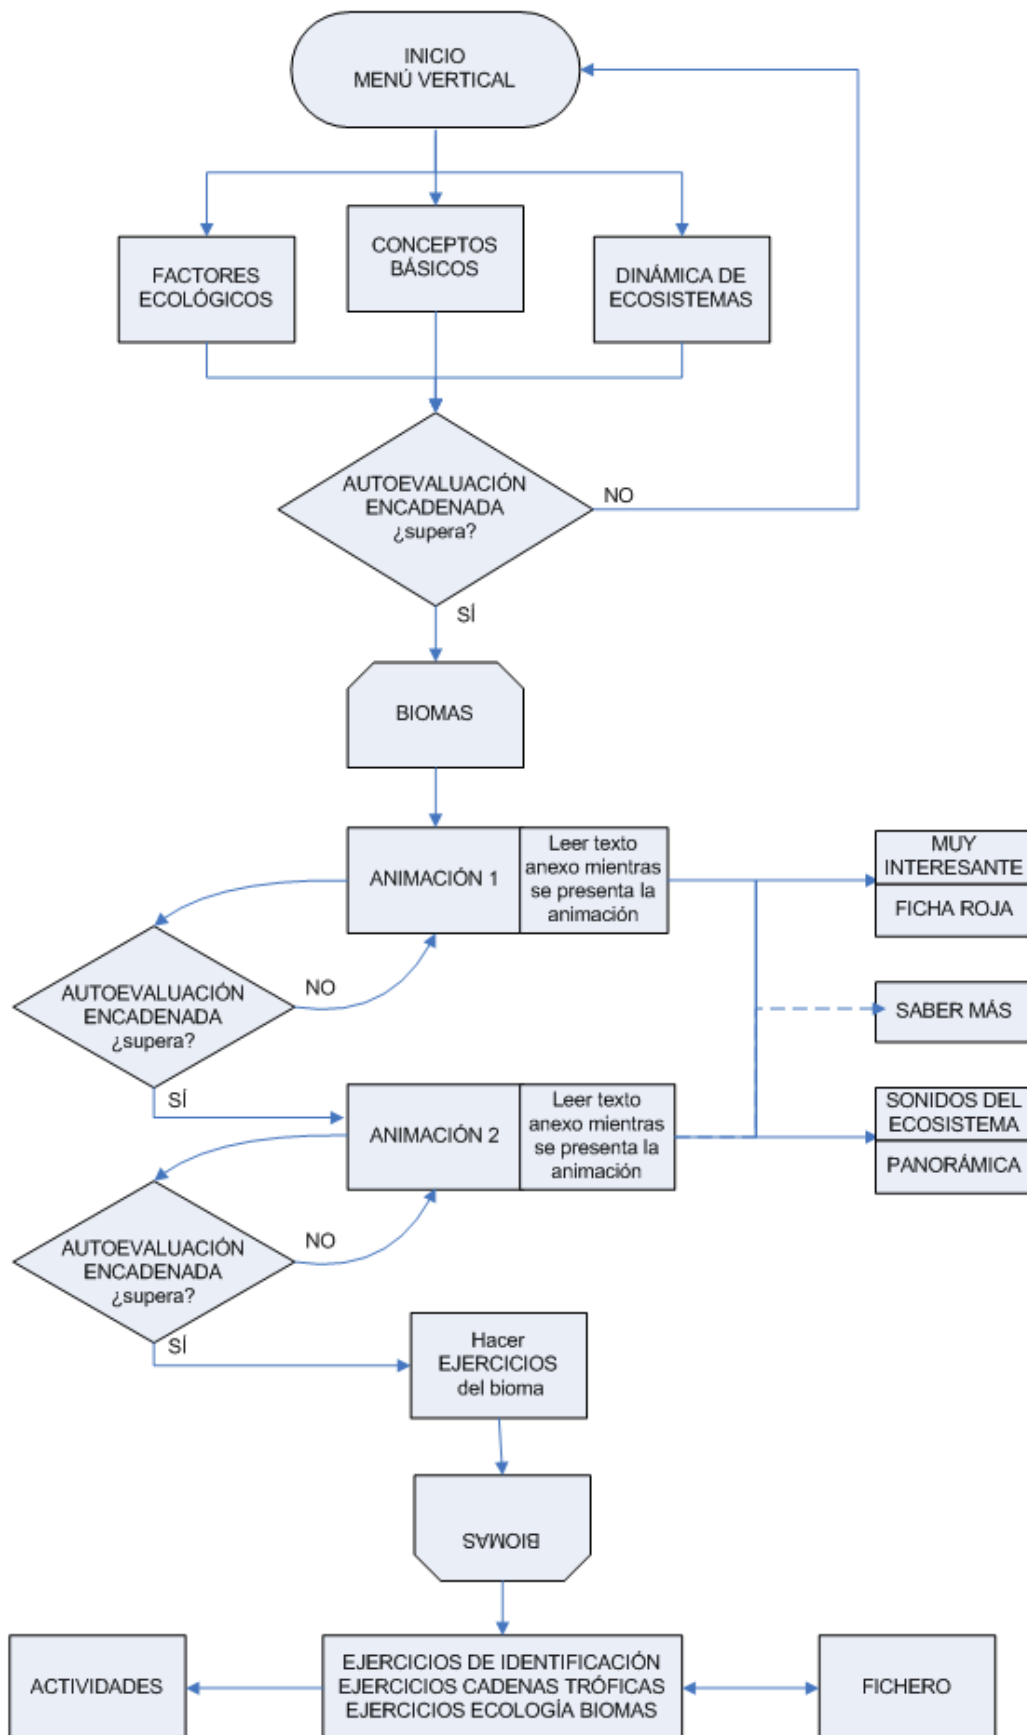 INICIO
MENÚ VERTICAL
FACTORES
ECOLÓGICOS
CONCEPTOS
BÁSICOS
DINÁMICA DE
ECOSISTEMAS
AUTOEVALUACIÓN
ENCADENADA
¿supera?
NO
SÍ
BIOMAS
ANIMACIÓN 1
Leer texto
anexo mientras
se presenta la
animación
MUY
INTERESANTE
FICHA ROJA
AUTOEVALUACIÓN
ENCADENADA
¿supera?
NO
SÍ
SABER MÁS
ANIMACIÓN 2
Leer texto
anexo mientras
se presenta la
animación
SONIDOS DEL
ECOSISTEMA
PANORÁMICA
AUTOEVALUACIÓN
ENCADENADA
¿supera?
NO
SÍ
Hacer
EJERCICIOS
del bioma
BIOMAS
ACTIVIDADES
EJERCICIOS DE IDENTIFICACIÓN
EJERCICIOS CADENAS TRÓFICAS
EJERCICIOS ECOLOGÍA BIOMAS
FICHERO